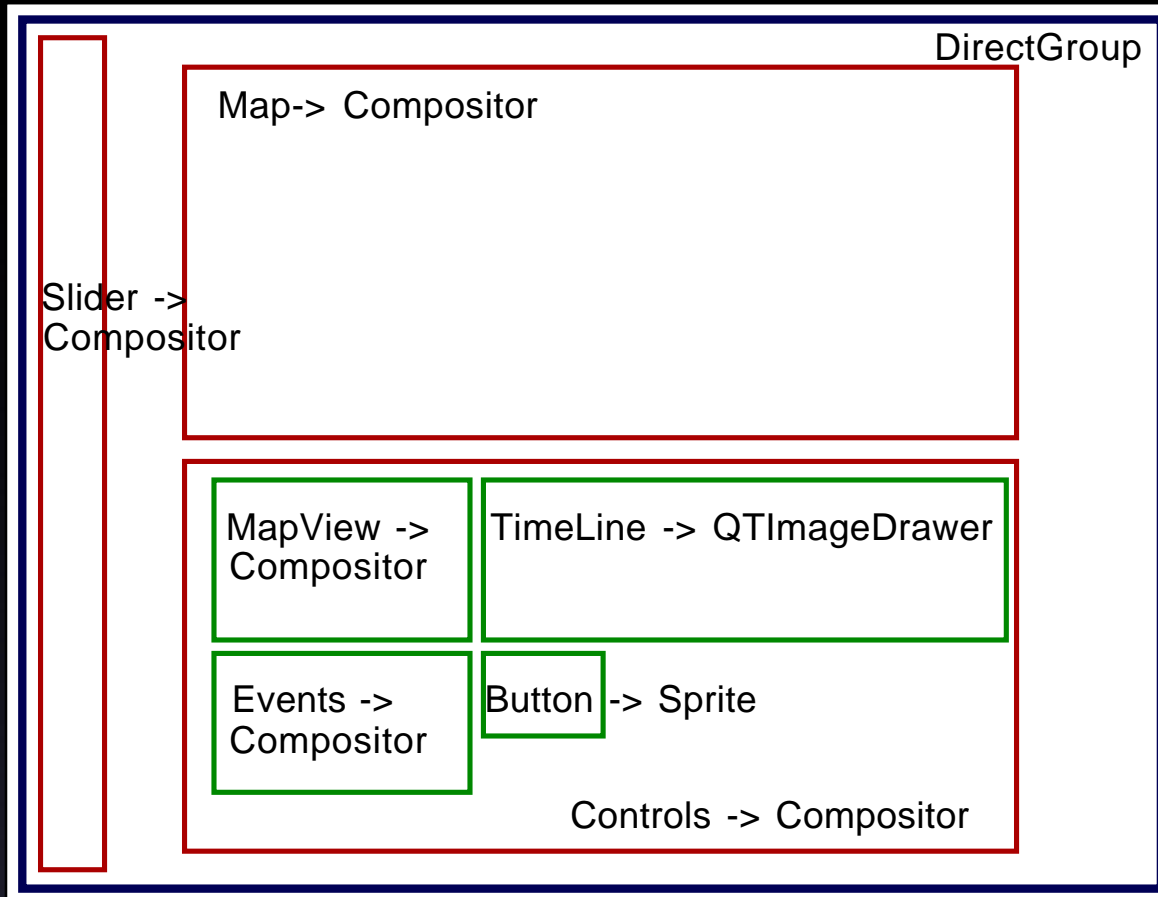 DirectGroup
Map-> Compositor
Slider ->
Compositor
MapView ->
Compositor
TimeLine -> QTImageDrawer
Events ->
Compositor
Button -> Sprite
Controls -> Compositor